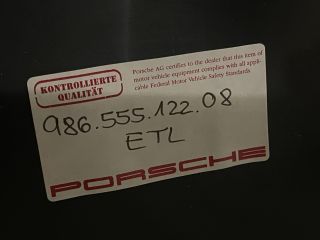 KONTROLLIERTE
QUALITÄT
Porsche AG certifies to the dealer that this item of
motor vehicle equipment complies with all appli-
cable Federal Motor Vehicle Safety Standards.
986.555.122.08
ETL
PORSCHE